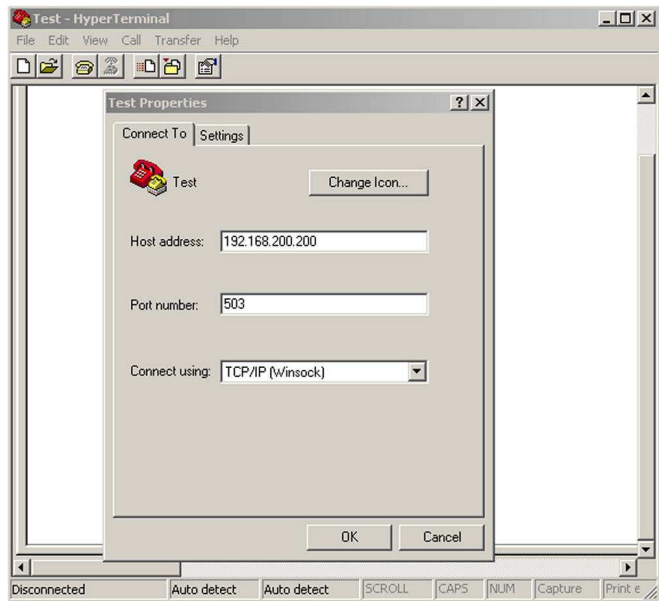 Test - HyperTerminal
File Edit View Call Transfer Help
Test Properties
Connect To Settings
Test Change Icon...
Host address: 192.168.200.200
Port number: 503
Connect using: TCP/IP (Winsock)
OK Cancel
Disconnected Auto detect Auto detect SCROLL CAPS NUM Capture Print e